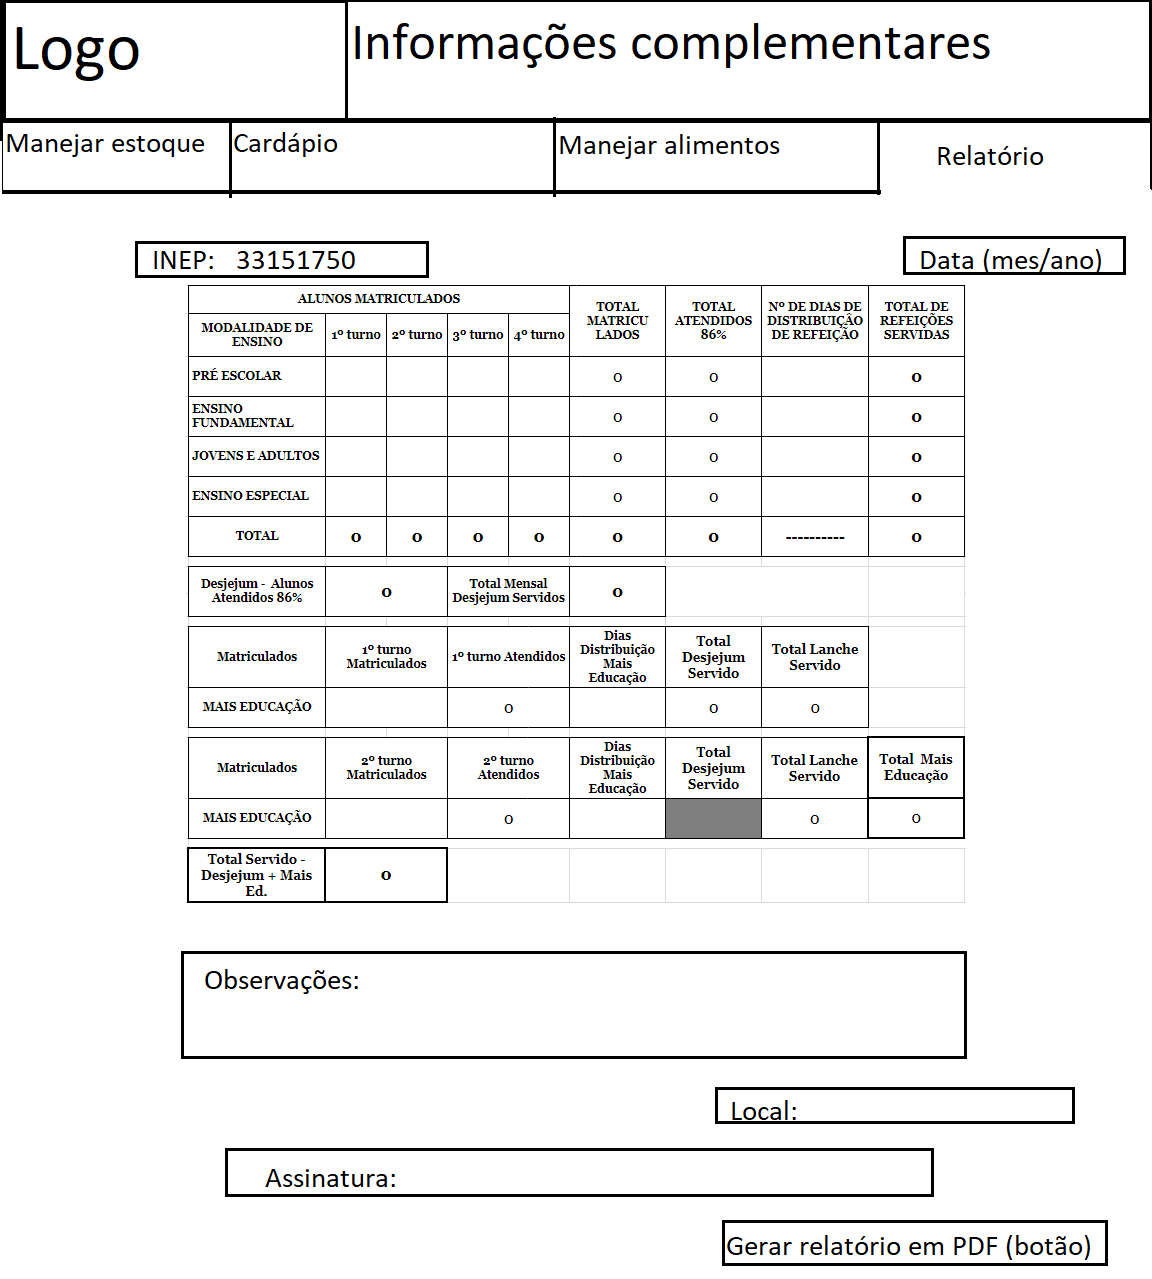 Logo
Informações complementares
Manejar estoque
Cardápio
Manejar alimentos
Relatório
INEP: 33151750
Data (mes/ano)
ALUNOS MATRICULADOS
TOTAL
MATRICU
LADOS
TOTAL
ATENDIDOS
86%
Nº DE DIAS DE
DISTRIBUIÇÃO
DE REFEIÇÃO
TOTAL DE
REFEIÇÕES
SERVIDAS
MODALIDADE DE
ENSINO
1º turno
2º turno
3º turno
4º turno
PRÉ ESCOLAR
0
0
0
ENSINO
FUNDAMENTAL
0
0
0
JOVENS E ADULTOS
0
0
0
ENSINO ESPECIAL
0
0
0
TOTAL
0
0
0
0
0
0
----------
0
Desjejum - Alunos
Atendidos 86%
0
Total Mensal
Desjejum Servidos
0
Matriculados
1º turno
Matriculados
1º turno Atendidos
Dias
Distribuição
Mais
Educação
Total
Desjejum
Servido
Total Lanche
Servido
MAIS EDUCAÇÃO
0
0
0
Matriculados
2º turno
Matriculados
2º turno
Atendidos
Dias
Distribuição
Mais
Educação
Total
Desjejum
Servido
Total Lanche
Servido
Total Mais
Educação
MAIS EDUCAÇÃO
0
0
0
Total Servido -
Desjejum + Mais
Ed.
0
Observações:
Local:
Assinatura:
Gerar relatório em PDF (botão)